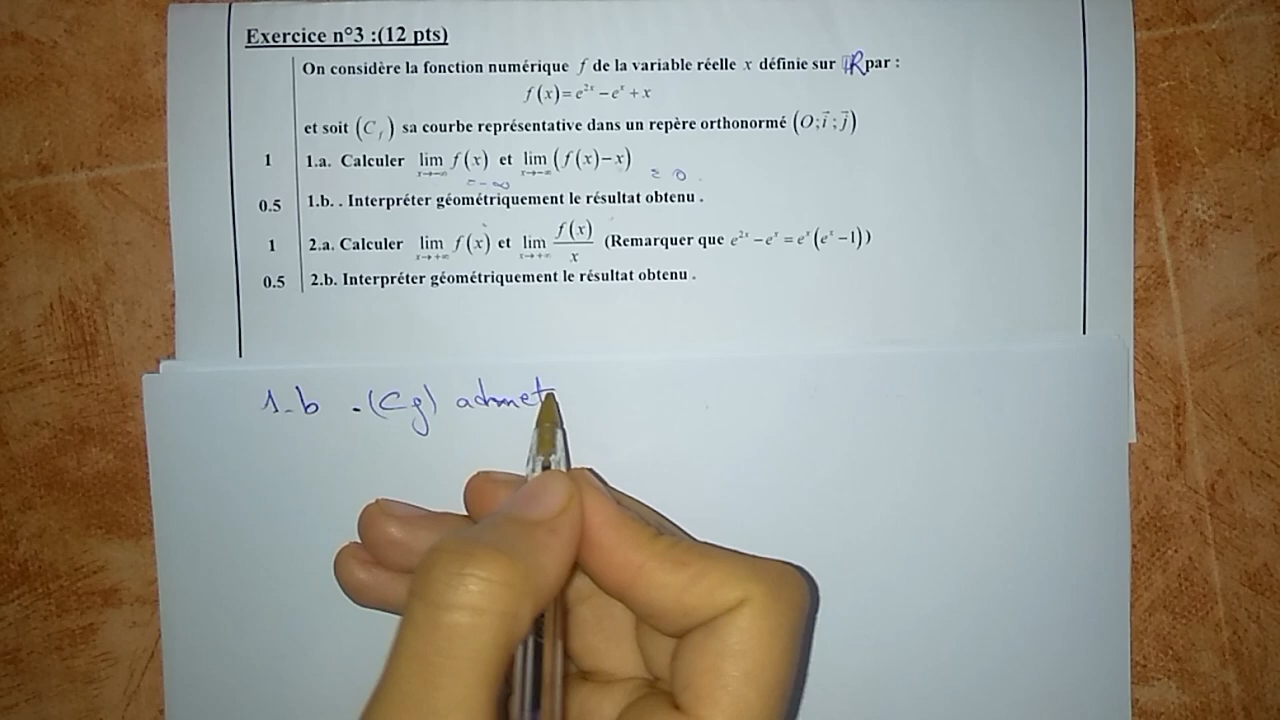 Exercice n°3 :(12 pts)
On considère la fonction numérique f de la variable réelle x définie sur ℝ par :
f(x)=e^{2x}-e^x+x
et soit (C_f) sa courbe représentative dans un repère orthonormé (O;i⃗;j⃗)
1 1.a. Calculer lim_{x→-∞} f(x) et lim_{x→-∞} (f(x)-x)
=-∞ = 0
0.5 1.b. . Interpréter géométriquement le résultat obtenu .
1 2.a. Calculer lim_{x→+∞} f(x) et lim_{x→+∞} f(x)/x (Remarquer que e^{2x}-e^x=e^x(e^x-1))
0.5 2.b. Interpréter géométriquement le résultat obtenu .
1-b .(Cf) admet